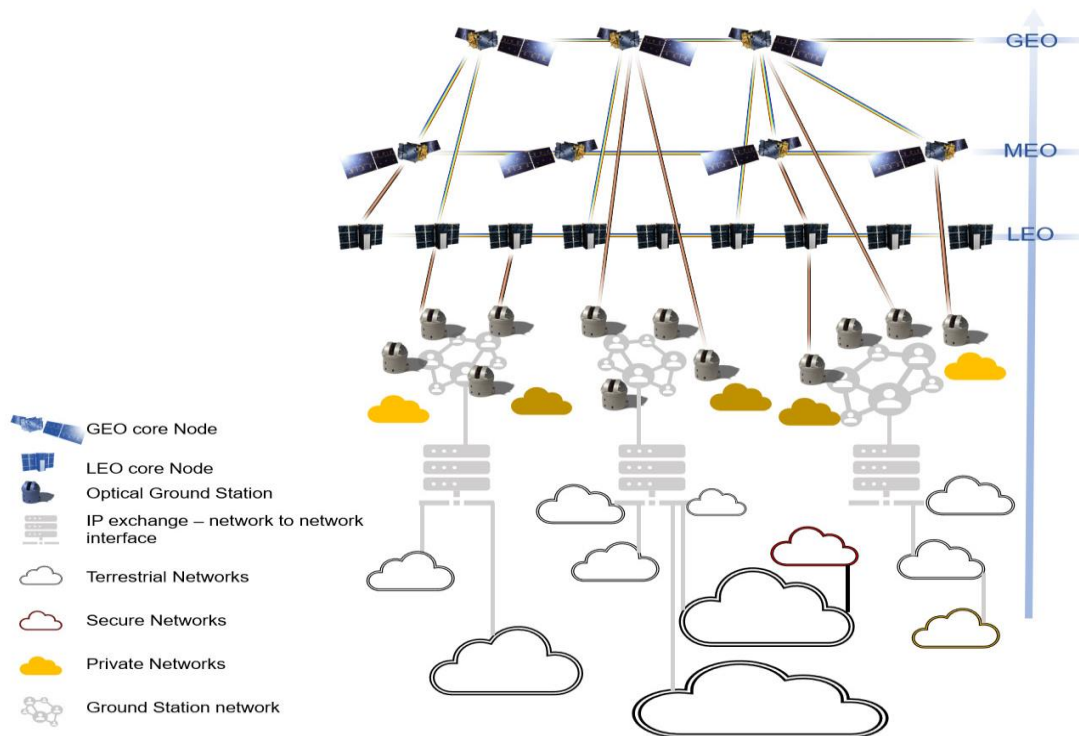 GEO
MEO
LEO
GEO core Node
LEO core Node
Optical Ground Station
IP exchange – network to network
interface
Terrestrial Networks
Secure Networks
Private Networks
Ground Station network